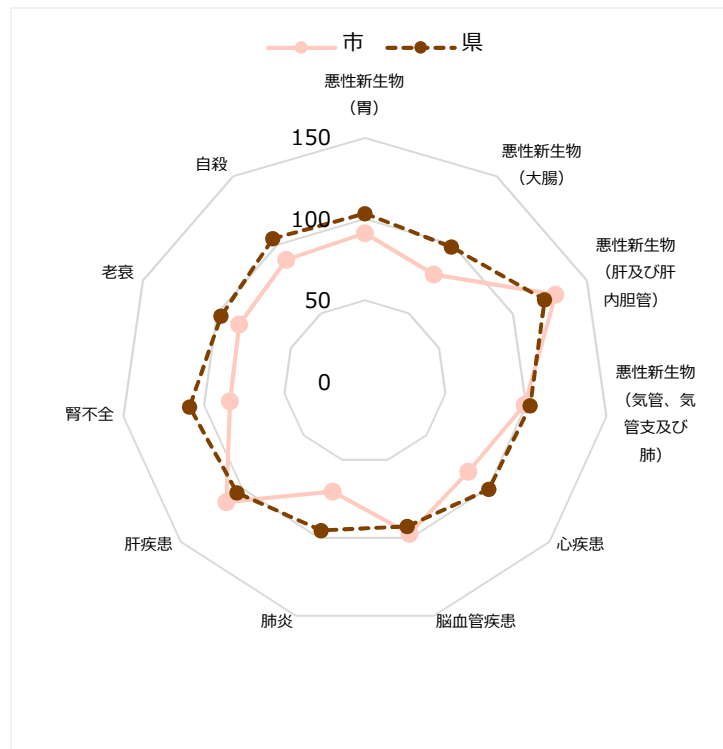 市 県
悪性新生物
（胃）
悪性新生物
（大腸）
悪性新生物
（肝及び肝
内胆管）
悪性新生物
（気管、気
管支及び
肺）
心疾患
脳血管疾患
肺炎
肝疾患
腎不全
老衰
自殺
150
100
50
0